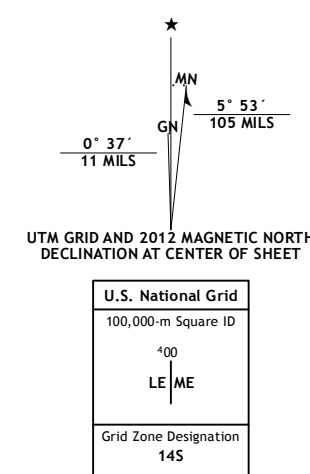 MN
5° 53´
105 MILS
GN
0° 37´
11 MILS
UTM GRID AND 2012 MAGNETIC NORTH
DECLINATION AT CENTER OF SHEET
U.S. National Grid
100,000-m Square ID
⁴00
LE ME
Grid Zone Designation
14S